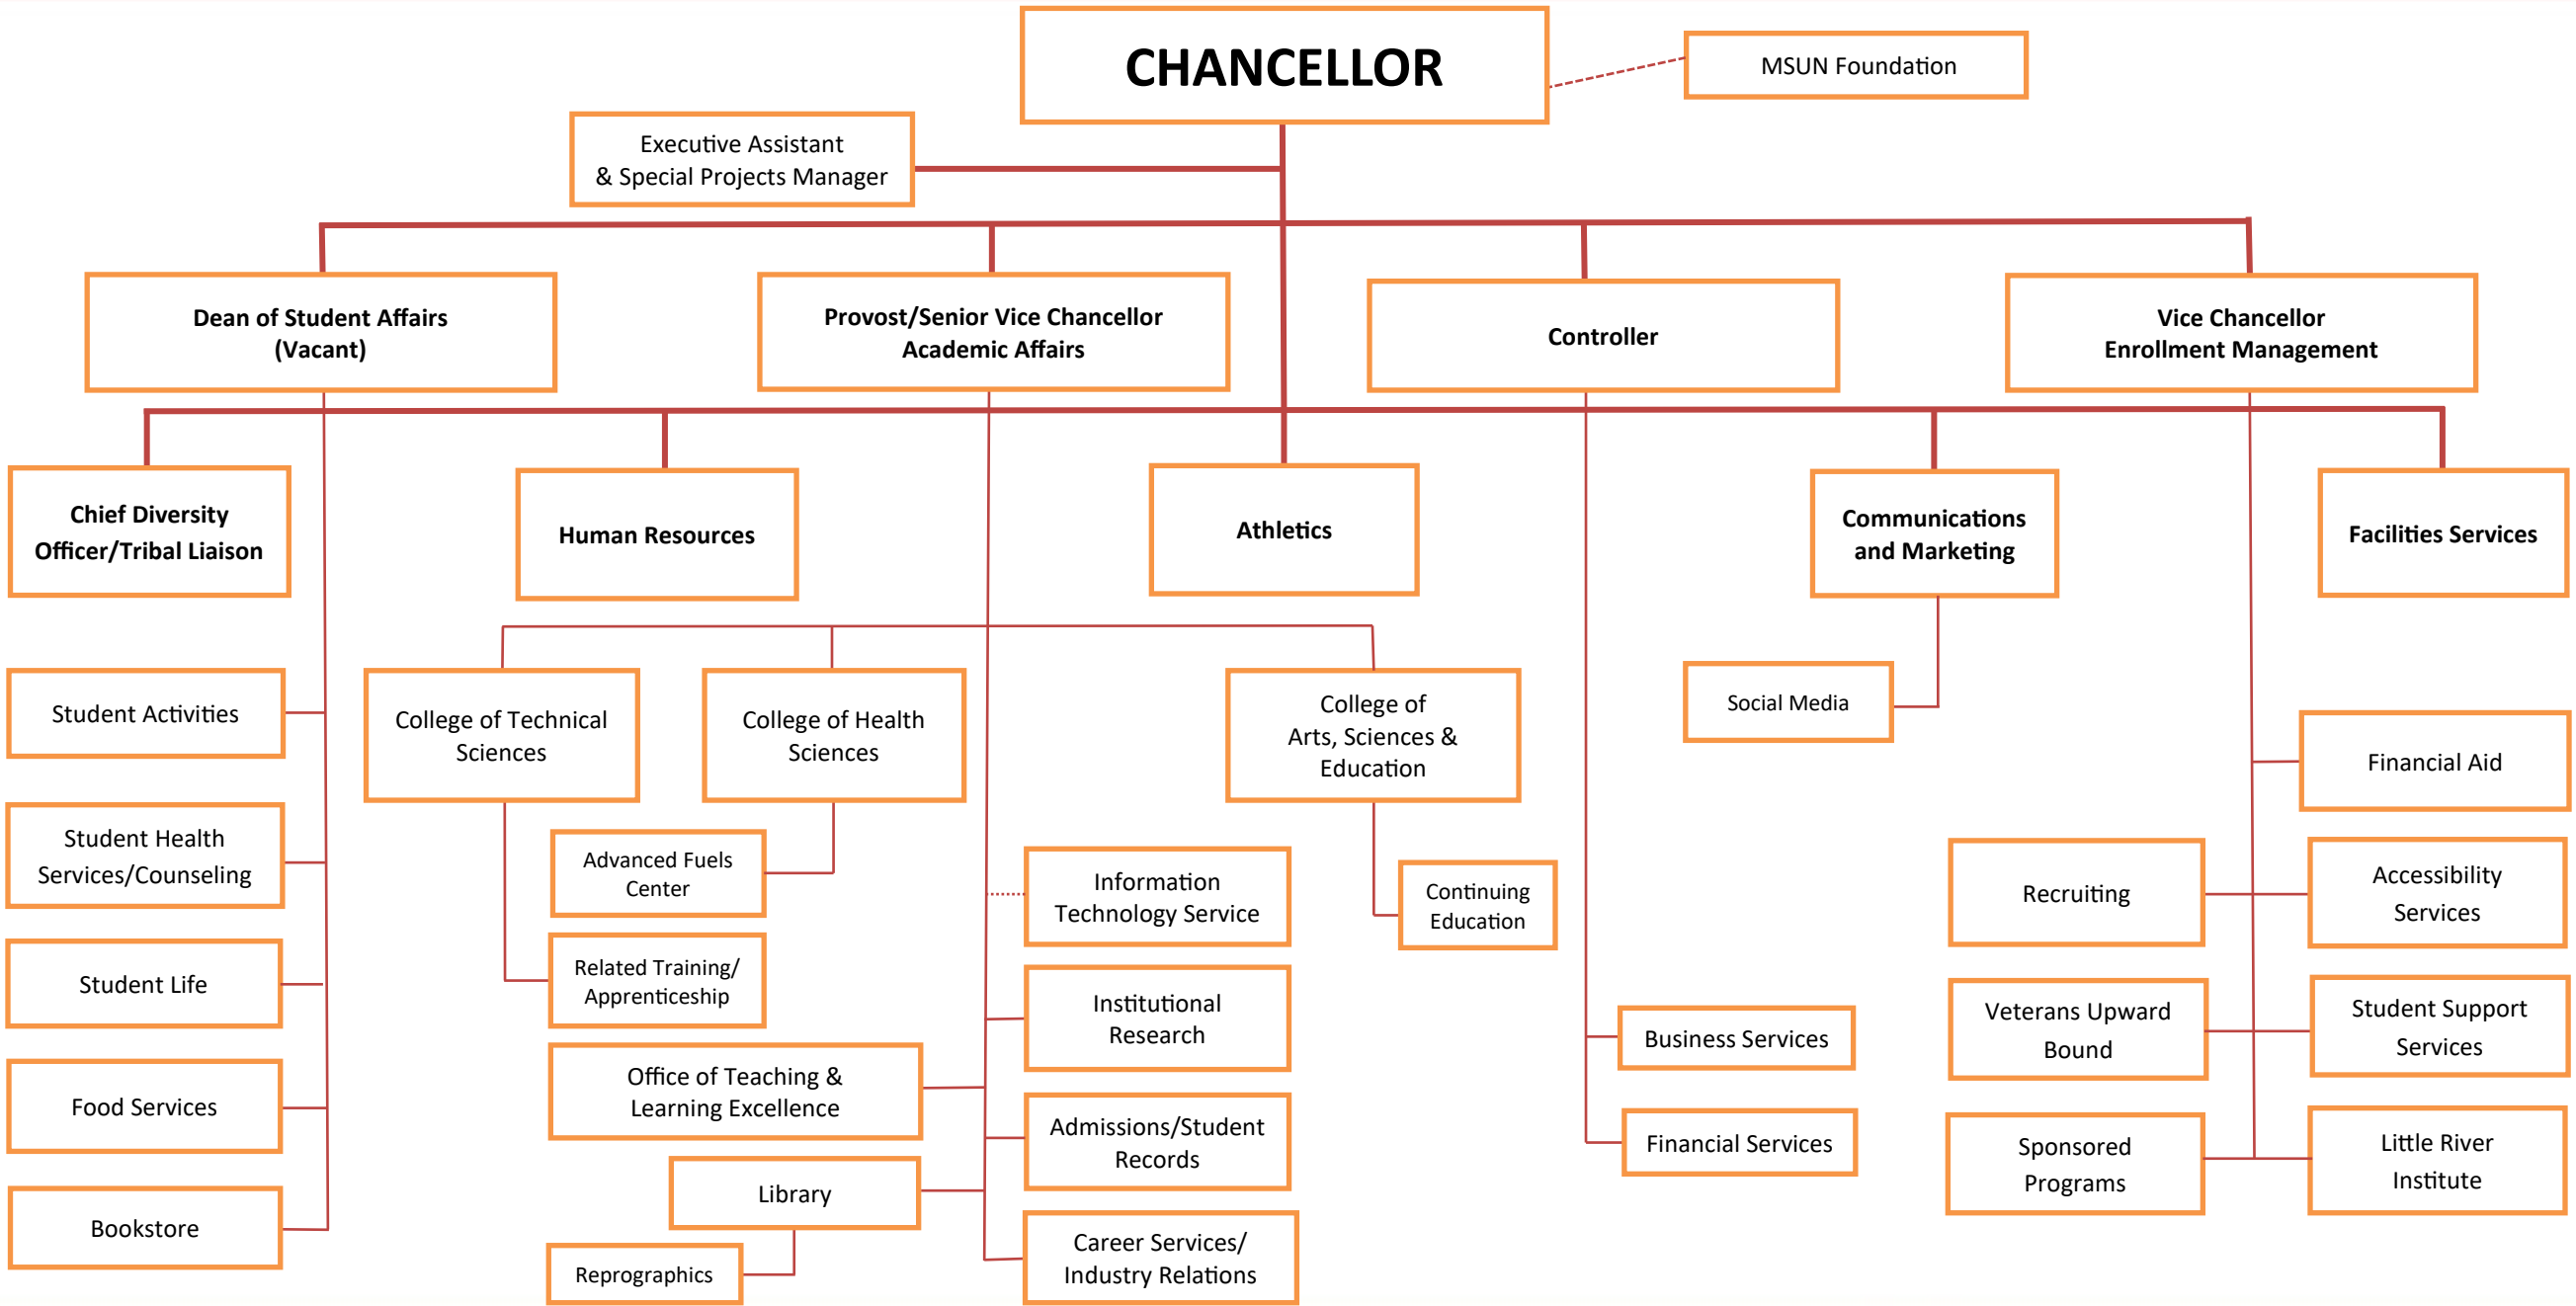 CHANCELLOR
MSUN Foundation
Executive Assistant
& Special Projects Manager
Dean of Student Affairs
(Vacant)
Provost/Senior Vice Chancellor
Academic Affairs
Controller
Vice Chancellor
Enrollment Management
Chief Diversity
Officer/Tribal Liaison
Human Resources
Athletics
Communications
and Marketing
Facilities Services
Student Activities
Student Health
Services/Counseling
Student Life
Food Services
Bookstore
College of Technical
Sciences
College of Health
Sciences
College of
Arts, Sciences &
Education
Advanced Fuels
Center
Related Training/
Apprenticeship
Office of Teaching &
Learning Excellence
Library
Reprographics
Information
Technology Service
Institutional
Research
Admissions/Student
Records
Career Services/
Industry Relations
Continuing
Education
Business Services
Financial Services
Social Media
Financial Aid
Recruiting
Accessibility
Services
Veterans Upward
Bound
Student Support
Services
Sponsored
Programs
Little River
Institute